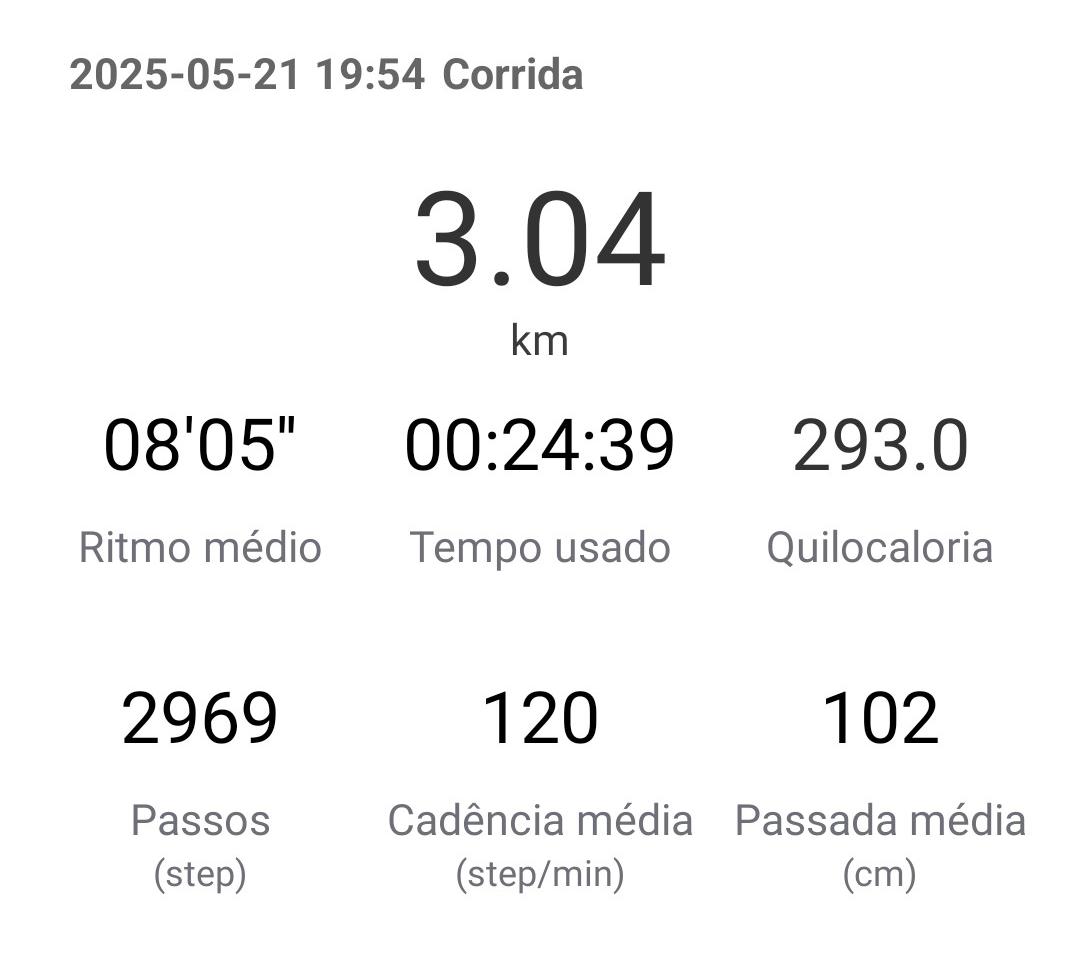 2025-05-21 19:54 Corrida
3.04
km
08'05" 00:24:39 293.0
Ritmo médio Tempo usado Quilocaloria
2969 120 102
Passos Cadência média Passada média
(step) (step/min) (cm)